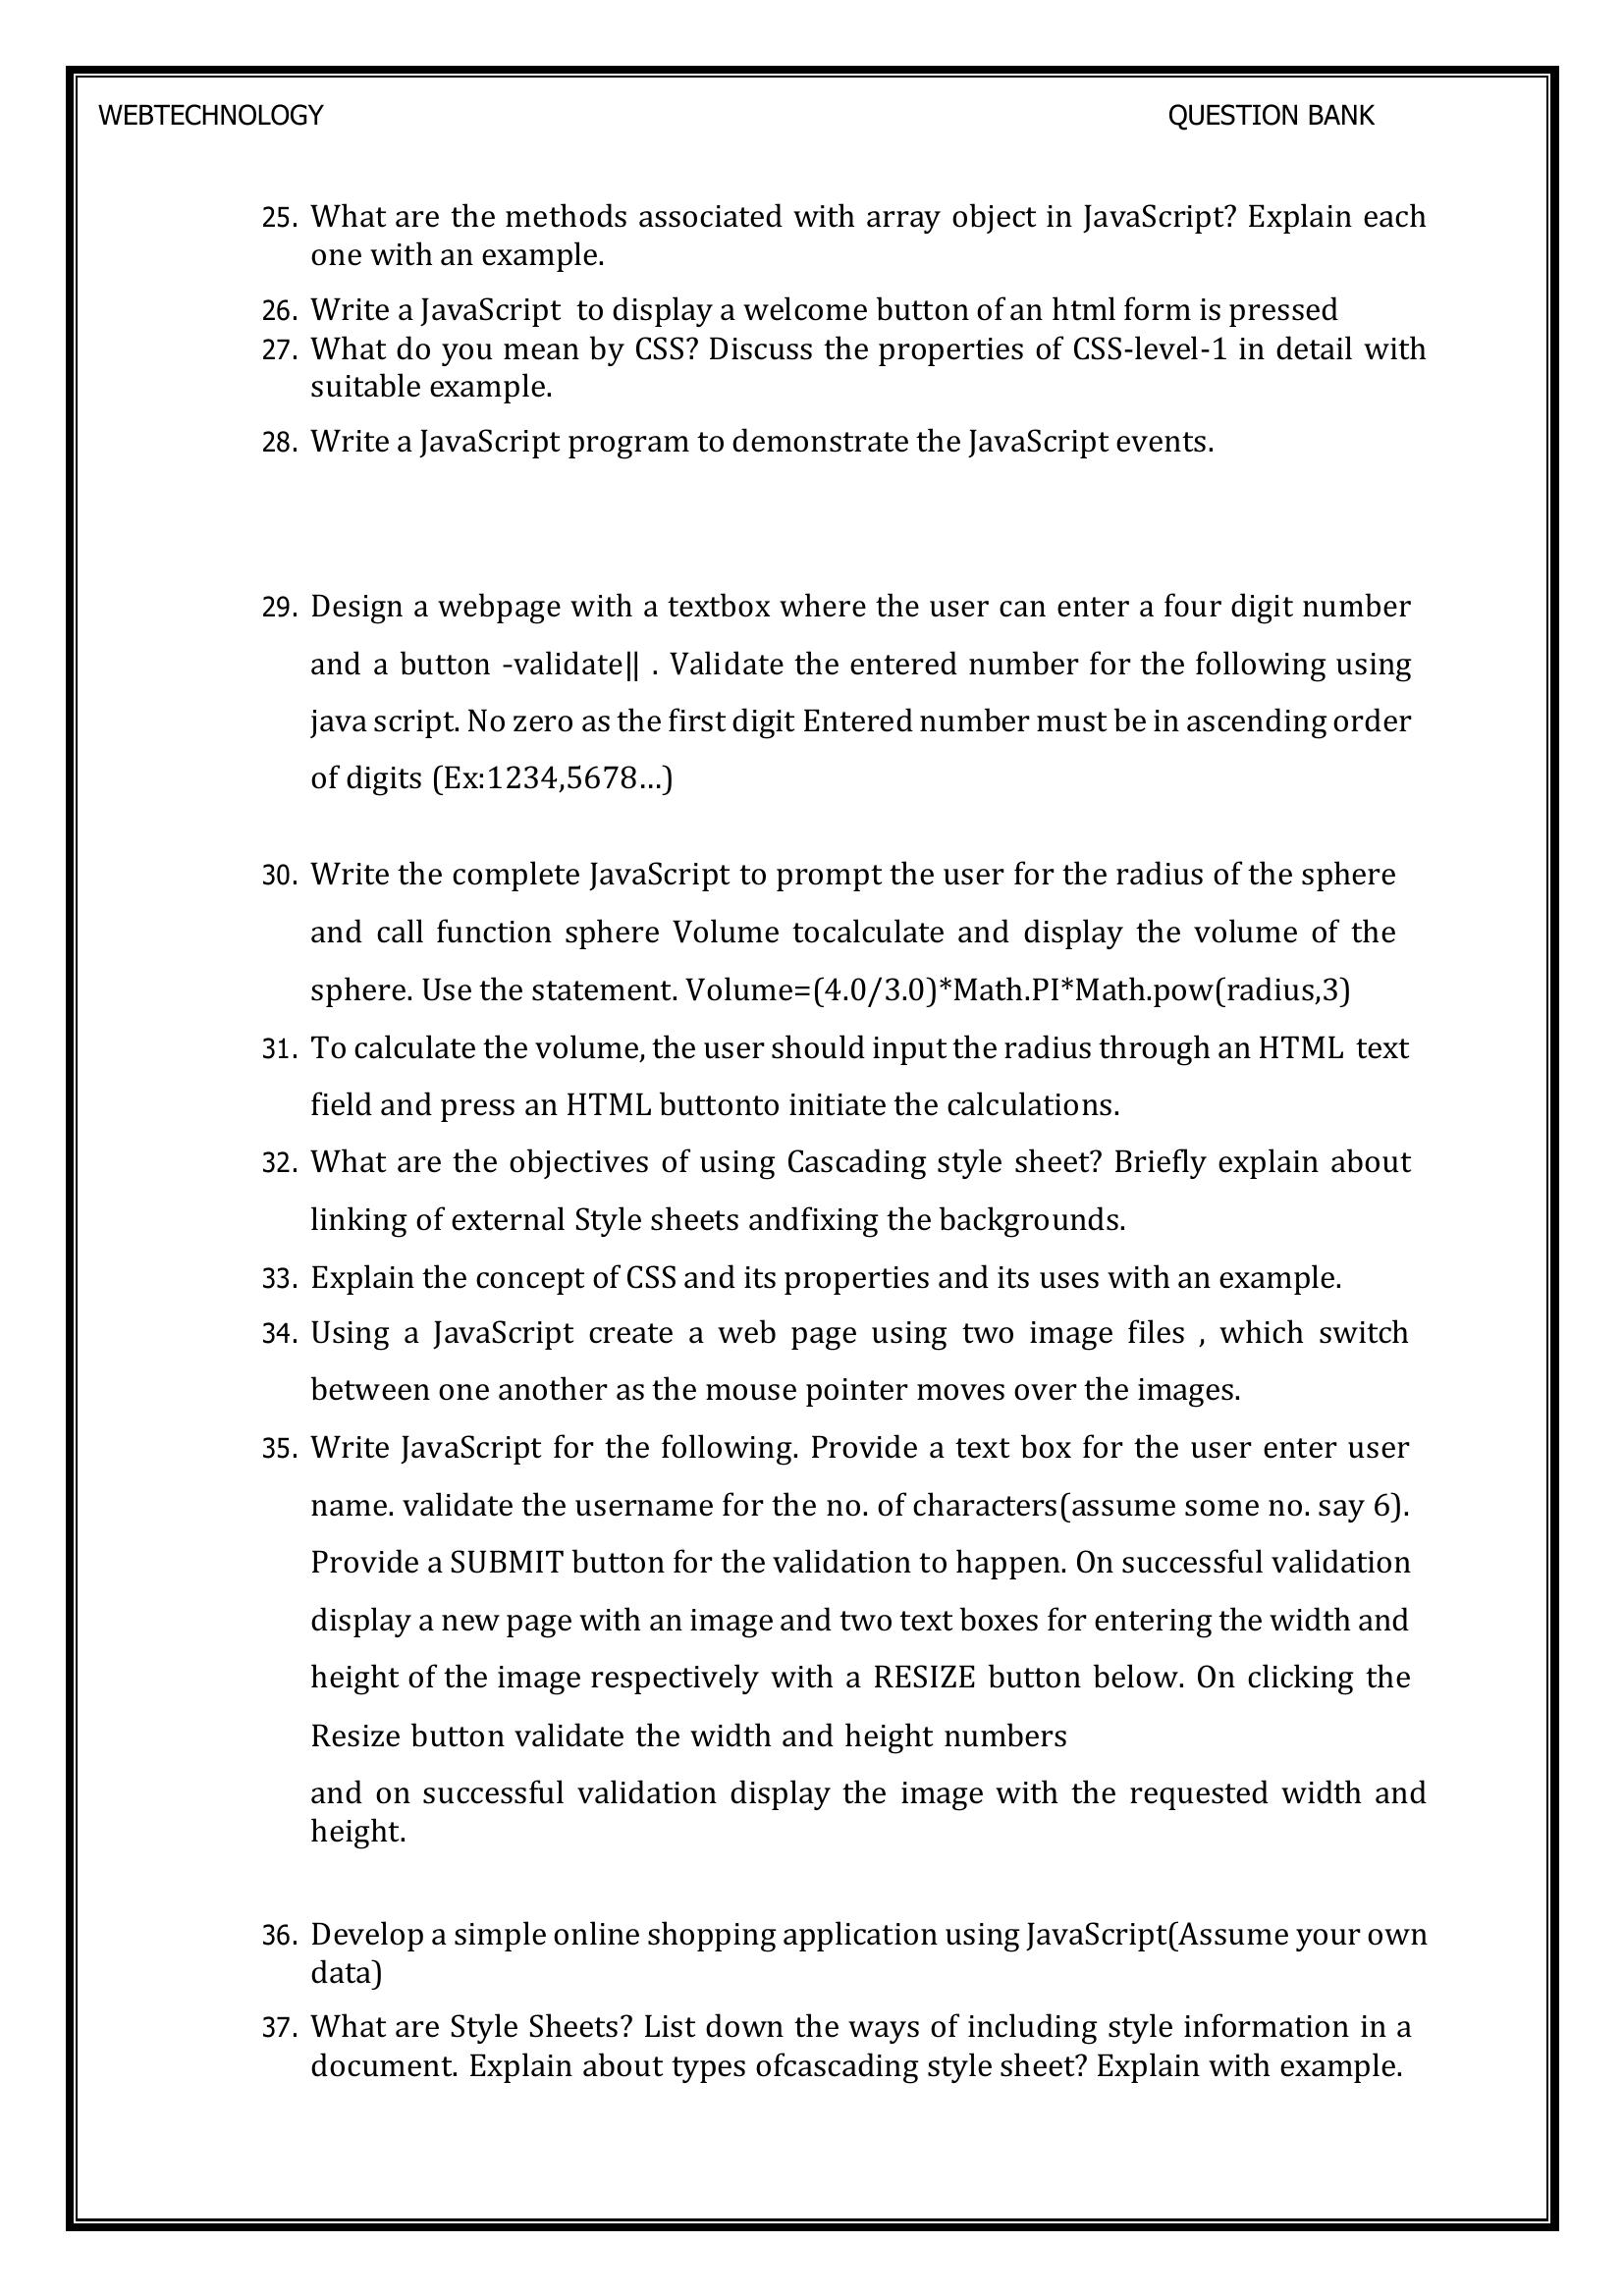 WEBTECHNOLOGY QUESTION BANK
25. What are the methods associated with array object in JavaScript? Explain each
one with an example.
26. Write a JavaScript to display a welcome button of an html form is pressed
27. What do you mean by CSS? Discuss the properties of CSS-level-1 in detail with
suitable example.
28. Write a JavaScript program to demonstrate the JavaScript events.
29. Design a webpage with a textbox where the user can enter a four digit number
and a button -validate‖ . Validate the entered number for the following using
java script. No zero as the first digit Entered number must be in ascending order
of digits (Ex:1234,5678...)
30. Write the complete JavaScript to prompt the user for the radius of the sphere
and call function sphere Volume tocalculate and display the volume of the
sphere. Use the statement. Volume=(4.0/3.0)*Math.PI*Math.pow(radius,3)
31. To calculate the volume, the user should input the radius through an HTML text
field and press an HTML buttonto initiate the calculations.
32. What are the objectives of using Cascading style sheet? Briefly explain about
linking of external Style sheets andfixing the backgrounds.
33. Explain the concept of CSS and its properties and its uses with an example.
34. Using a JavaScript create a web page using two image files , which switch
between one another as the mouse pointer moves over the images.
35. Write JavaScript for the following. Provide a text box for the user enter user
name. validate the username for the no. of characters(assume some no. say 6).
Provide a SUBMIT button for the validation to happen. On successful validation
display a new page with an image and two text boxes for entering the width and
height of the image respectively with a RESIZE button below. On clicking the
Resize button validate the width and height numbers
and on successful validation display the image with the requested width and
height.
36. Develop a simple online shopping application using JavaScript(Assume your own
data)
37. What are Style Sheets? List down the ways of including style information in a
document. Explain about types ofcascading style sheet? Explain with example.